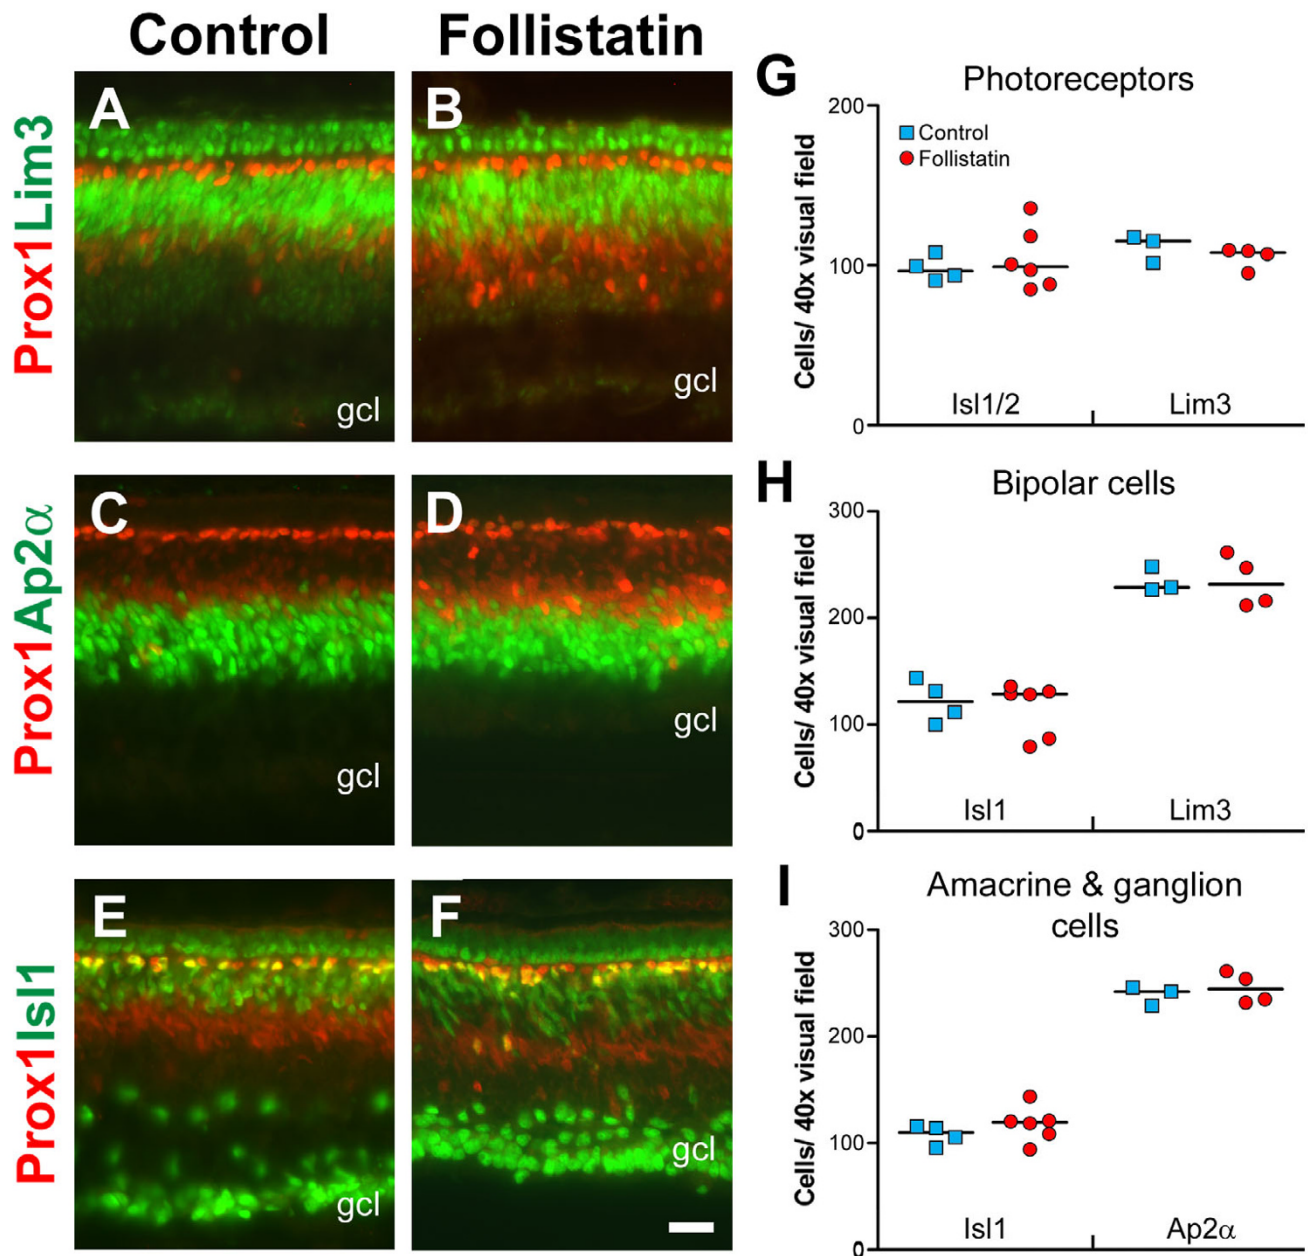 Control
Follistatin
Prox1Lim3
A
B
gcl
gcl
Prox1Ap2α
C
D
gcl
gcl
Prox1Isl1
E
F
gcl
gcl
G
Photoreceptors
Cells/ 40x visual field
200
100
0
Control
Follistatin
Isl1/2
Lim3
H
Bipolar cells
Cells/ 40x visual field
300
200
100
0
Isl1
Lim3
I
Amacrine & ganglion
cells
Cells/ 40x visual field
300
200
100
0
Isl1
Ap2α